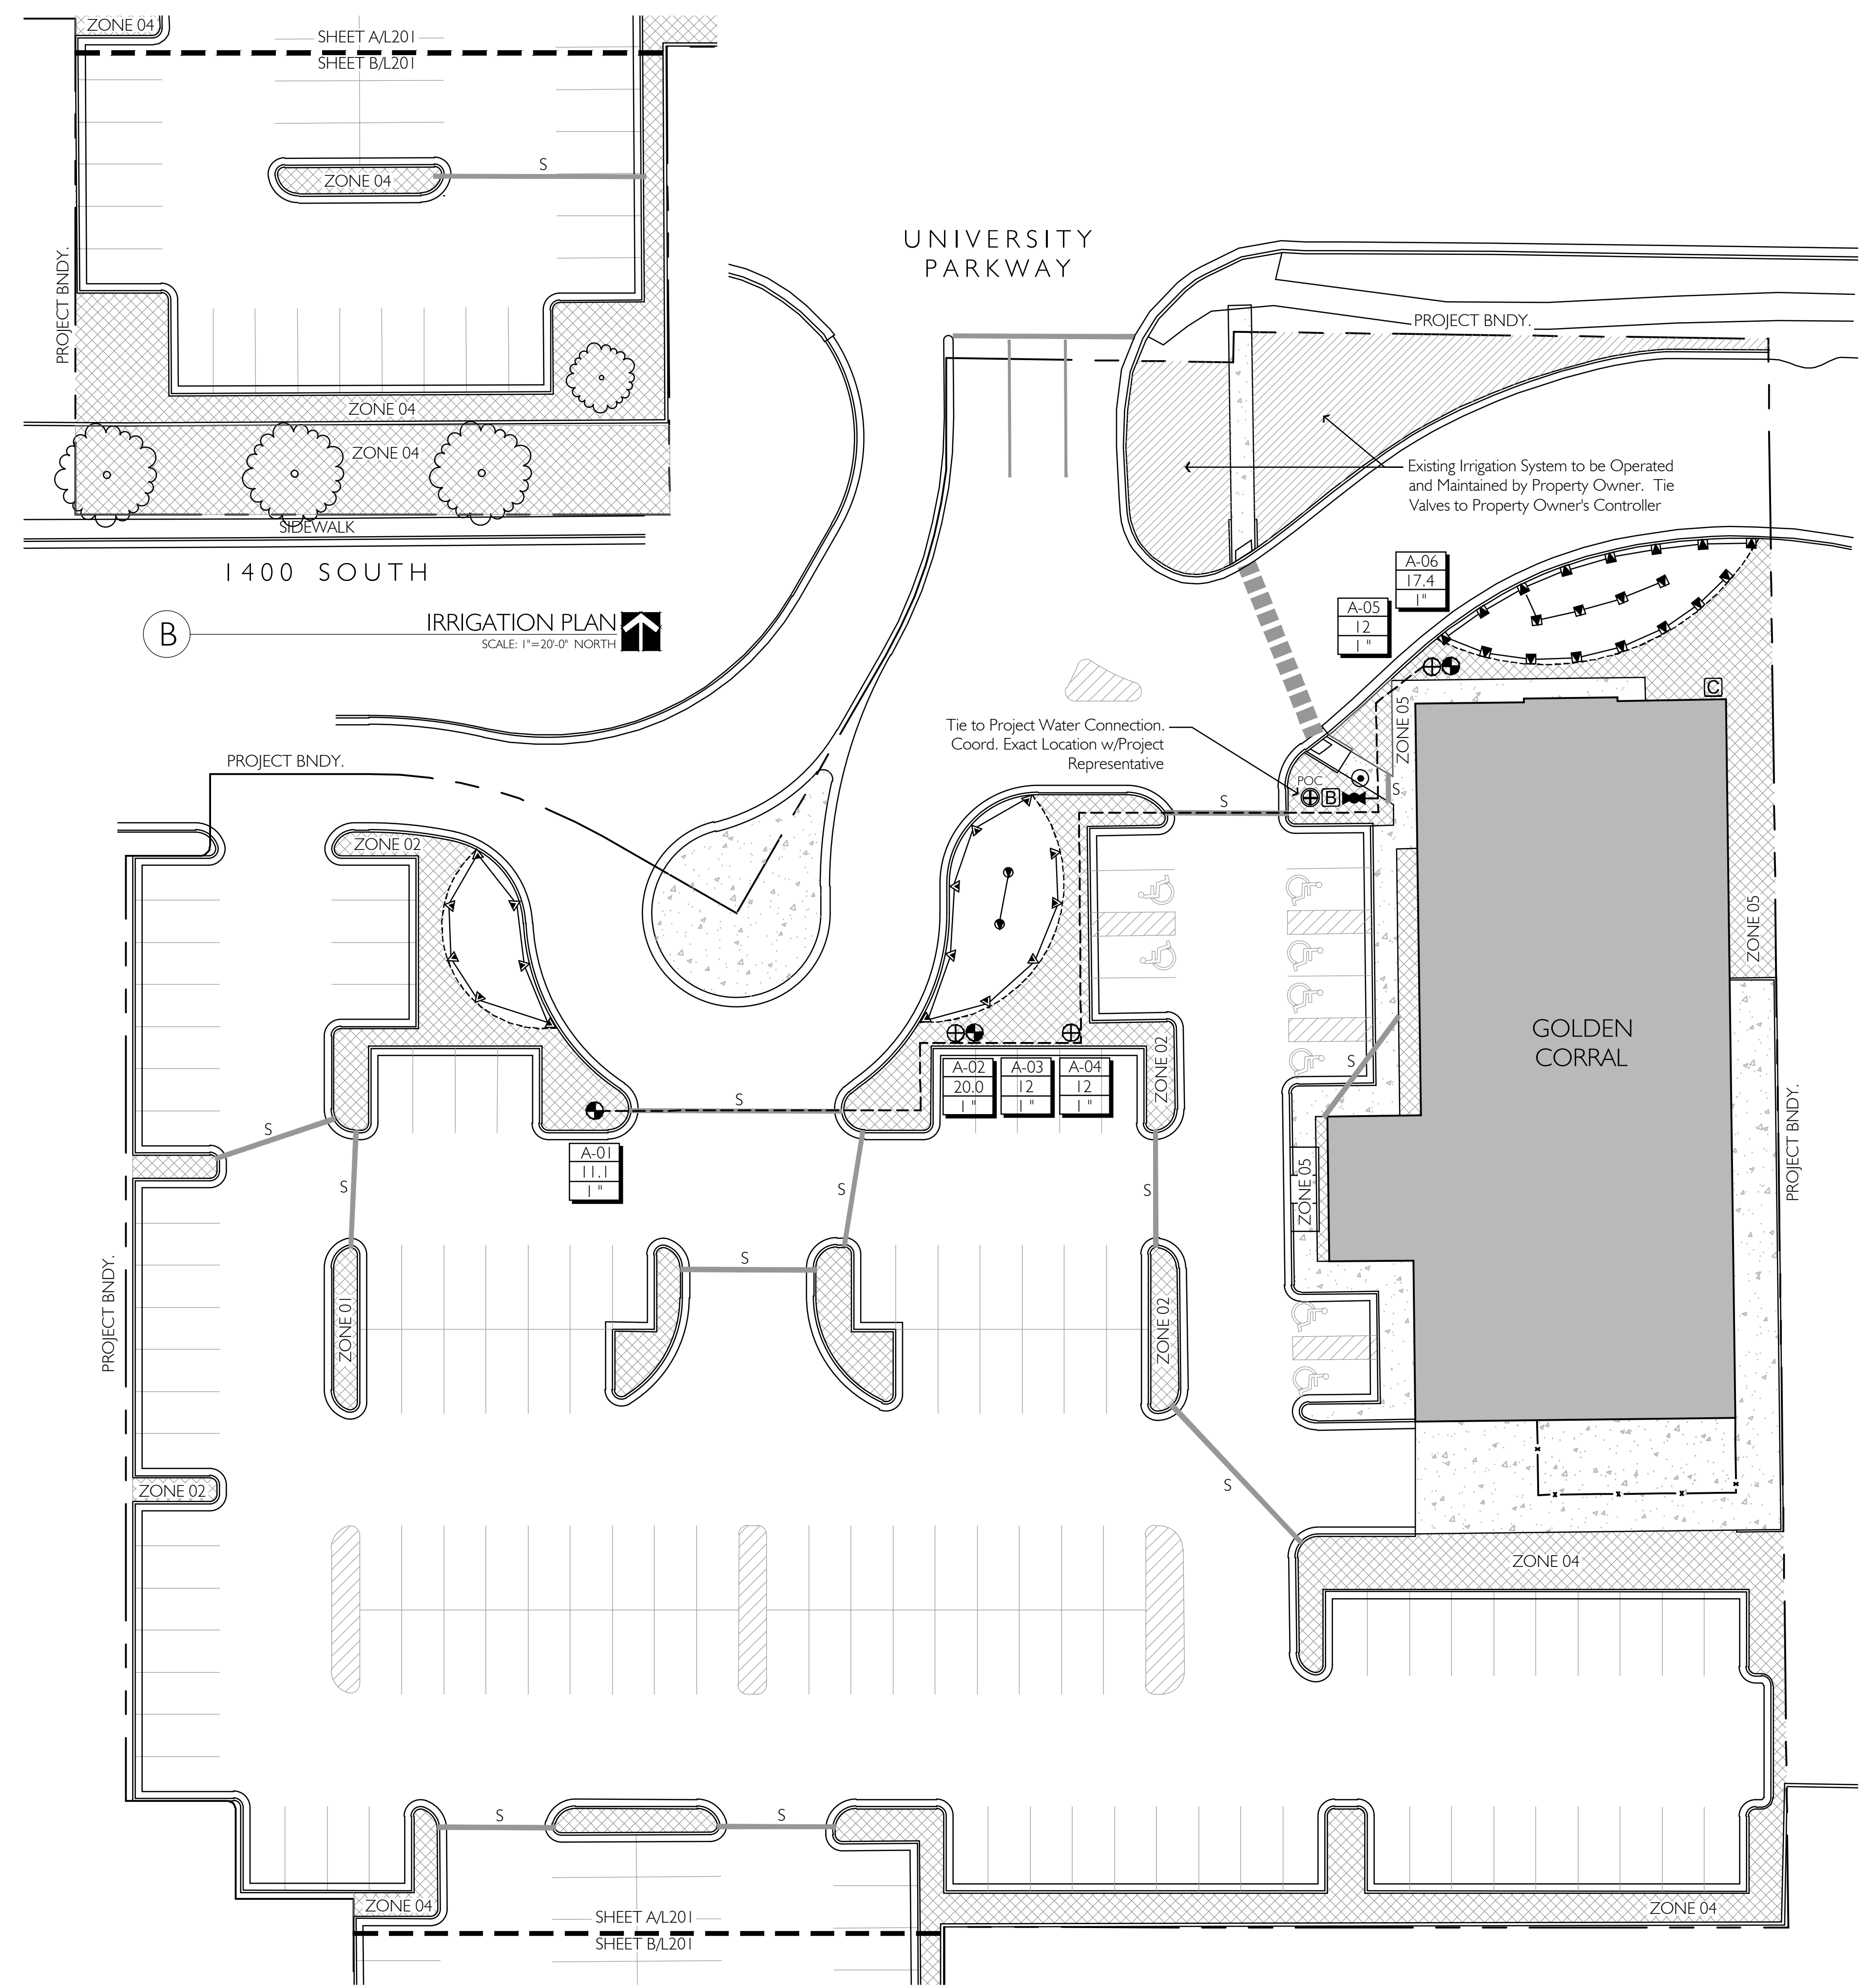 ZONE 04
SHEET A/L201
SHEET B/L201
ZONE 04
S
PROJECT BNDY.
ZONE 04
ZONE 04
SIDEWALK
1400 SOUTH
B
IRRIGATION PLAN
SCALE: 1"=20'-0" NORTH
UNIVERSITY
PARKWAY
PROJECT BNDY.
Existing Irrigation System to be Operated
and Maintained by Property Owner. Tie
Valves to Property Owner's Controller
A-06
17.4
1"
A-05
12
1"
C
ZONE 05
Tie to Project Water Connection.
Coord. Exact Location w/Project
Representative
POC
B
S
S
PROJECT BNDY.
ZONE 02
ZONE 05
GOLDEN
CORRAL
ZONE 02
A-02
20.0
1"
A-03
12
1"
A-04
12
1"
S
S
S
A-01
11.1
1"
S
S
S
ZONE 05
PROJECT BNDY.
S
PROJECT BNDY.
ZONE 01
ZONE 02
ZONE 02
S
ZONE 04
S
S
ZONE 04
ZONE 04
SHEET A/L201
SHEET B/L201